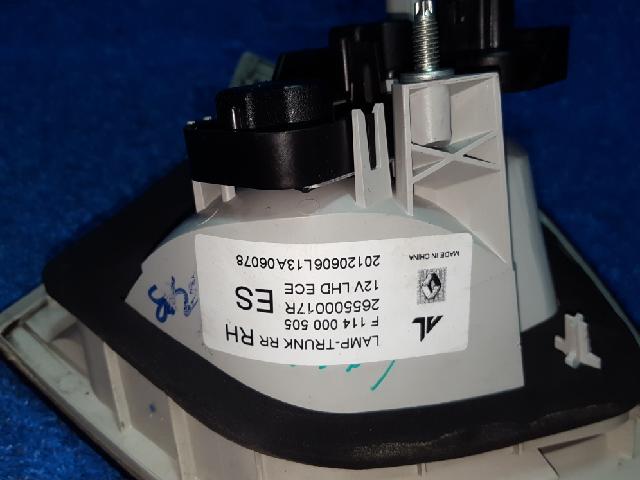 LAMP-TRUNK RR RH
F 114 000 505
265500017R ES
12V LHD ECE
20120606L13A06078
AL
MADE IN CHINA